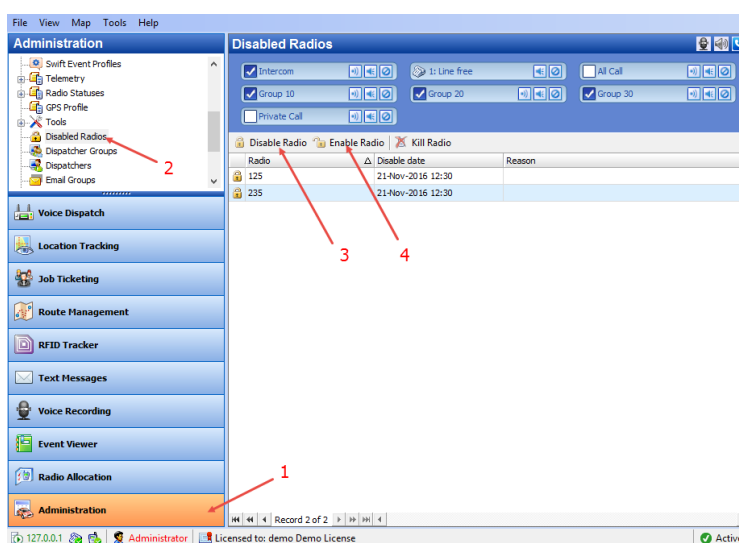 File View Map Tools Help
Administration
Swift Event Profiles
Telemetry
Radio Statuses
GPS Profile
Tools
Disabled Radios
Dispatcher Groups
Dispatchers
Email Groups
2
Voice Dispatch
Location Tracking
Job Ticketing
Route Management
RFID Tracker
Text Messages
Voice Recording
Event Viewer
Radio Allocation
Administration
1
Disabled Radios
Intercom 1: Line free All Call
Group 10 Group 20 Group 30
Private Call
Disable Radio Enable Radio Kill Radio
Radio Disable date Reason
125 21-Nov-2016 12:30
235 21-Nov-2016 12:30
3 4
Record 2 of 2
127.0.0.1 Administrator Licensed to: demo Demo License Active